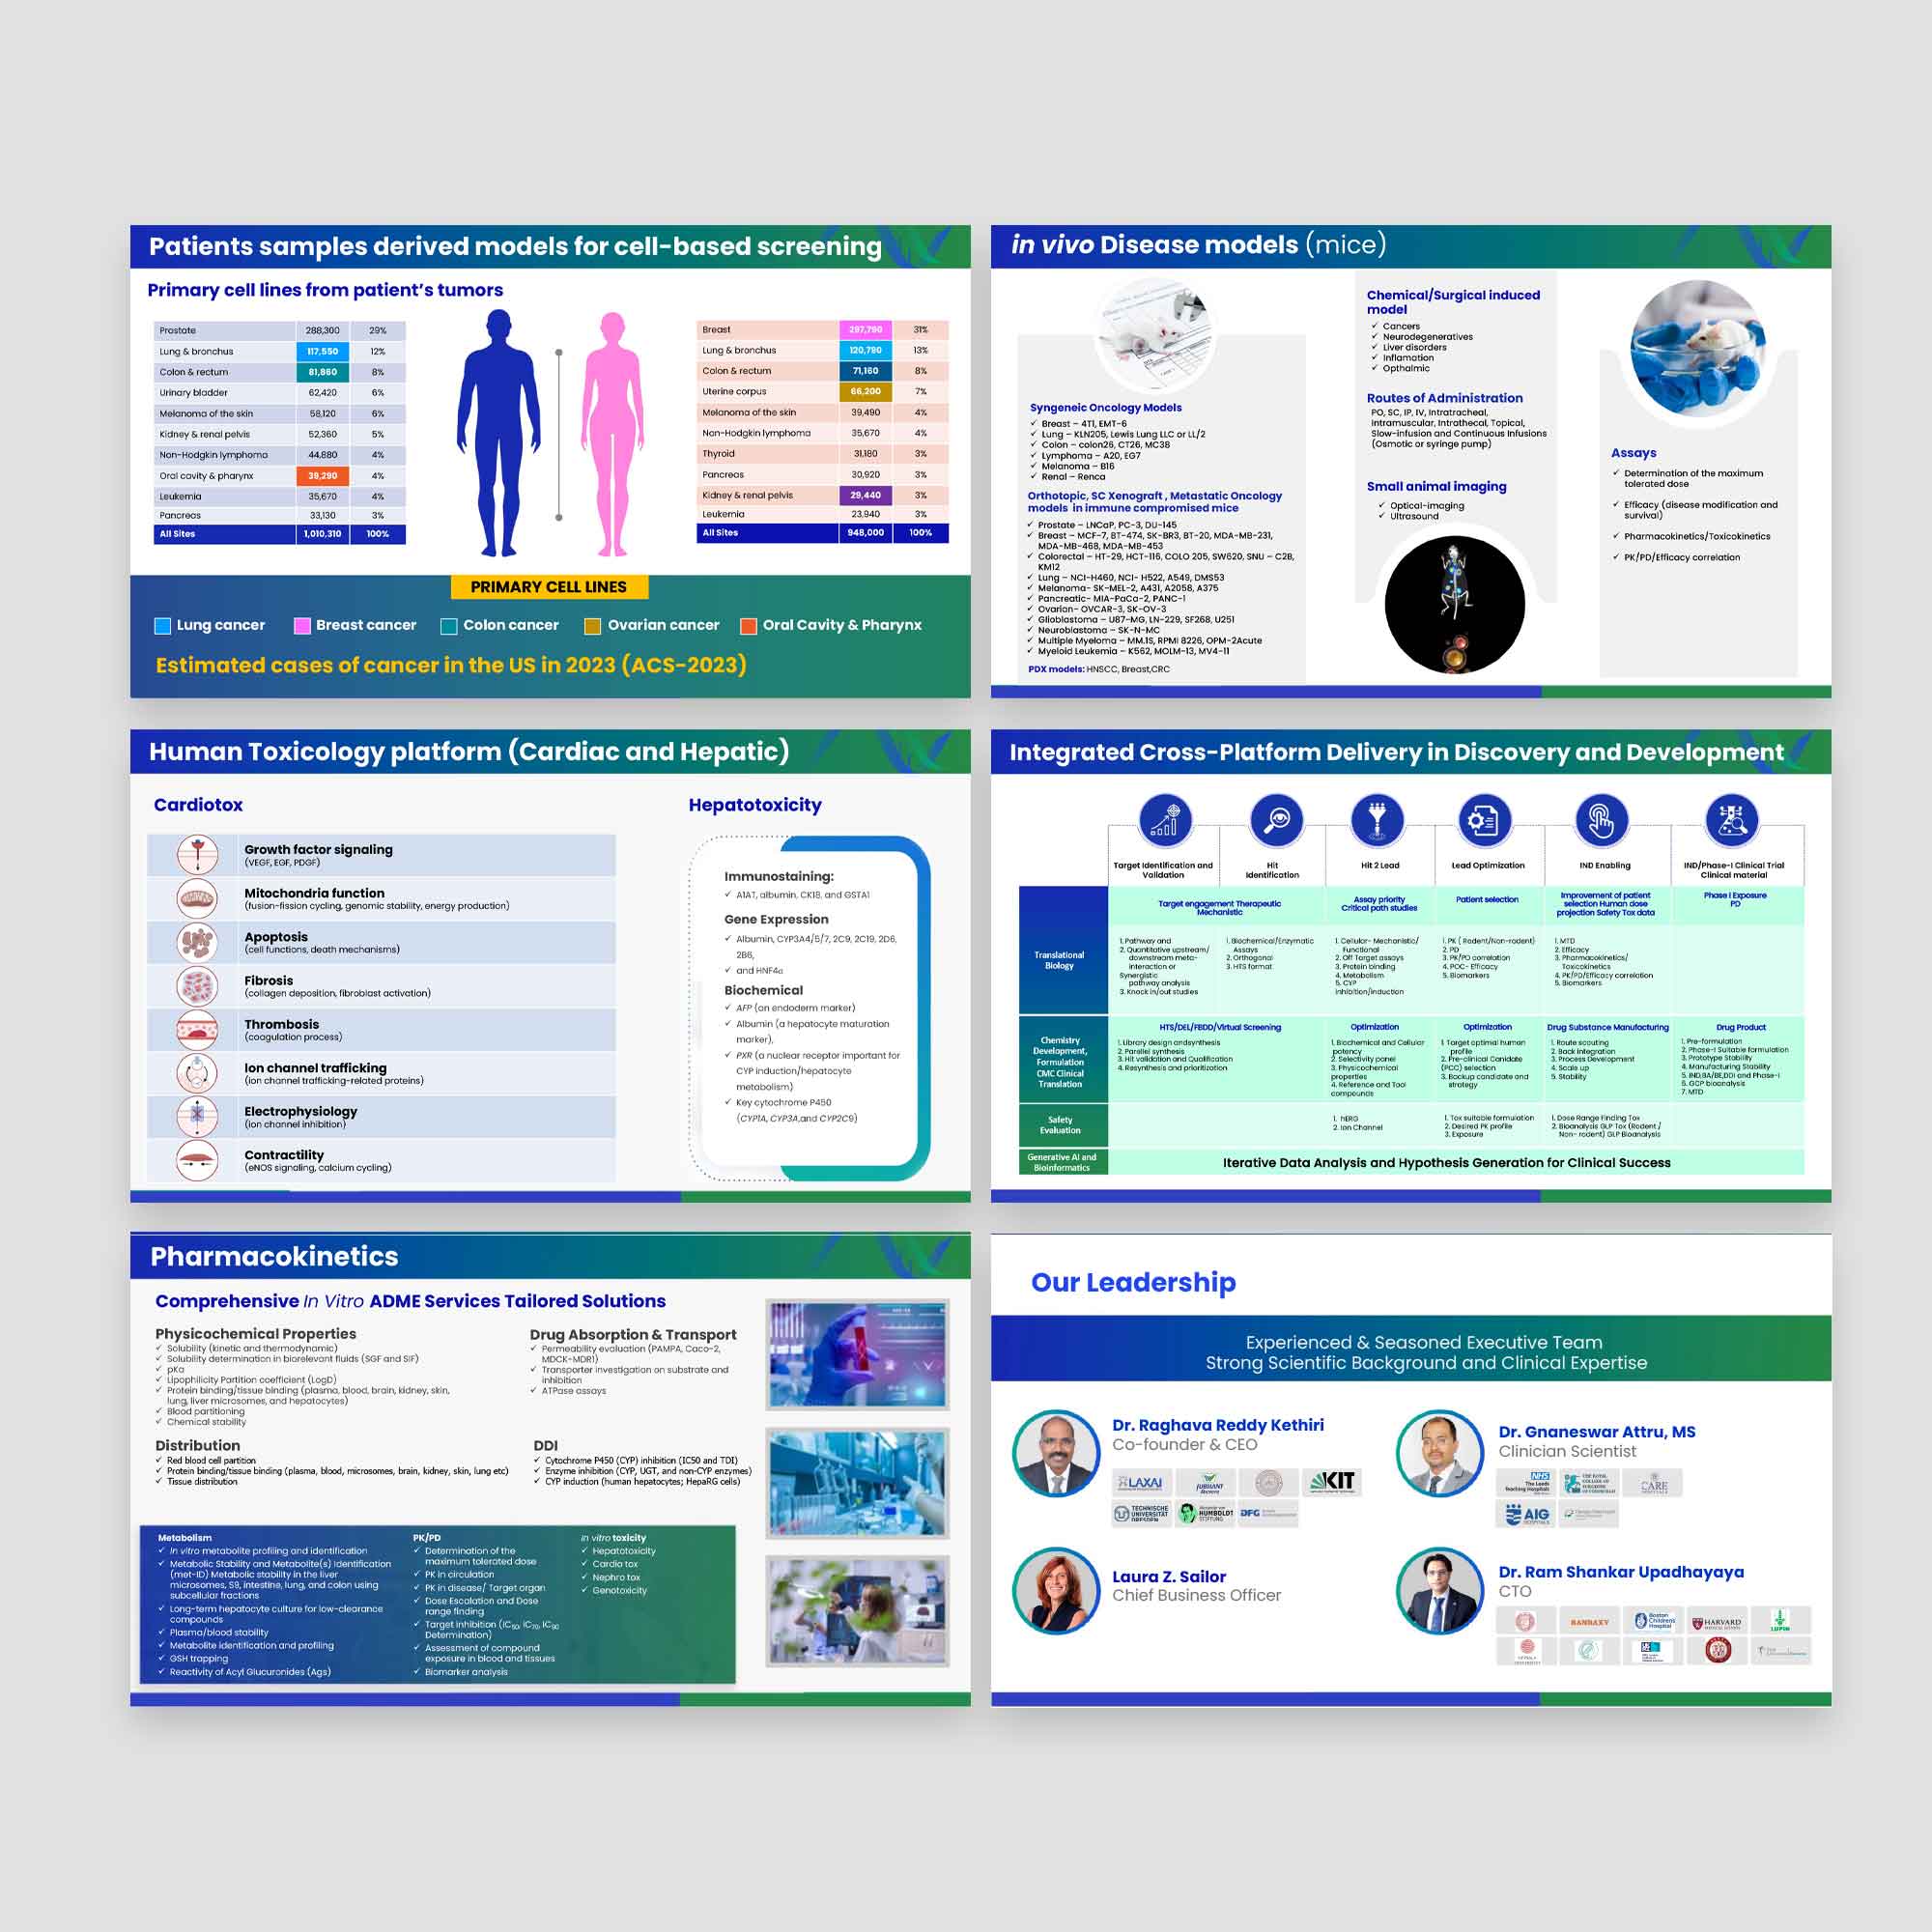 Patients samples derived models for cell-based screening
Primary cell lines from patient's tumors
Prostate 288,300 29%
Lung & bronchus 117,550 12%
Colon & rectum 81,860 8%
Urinary bladder 62,420 6%
Melanoma of the skin 58,120 6%
Kidney & renal pelvis 52,360 5%
Non-Hodgkin lymphoma 44,880 4%
Oral cavity & pharynx 39,290 4%
Leukemia 35,670 4%
Pancreas 33,130 3%
All Sites 1,010,310 100%
Breast 297,790 31%
Lung & bronchus 120,790 13%
Colon & rectum 71,160 8%
Uterine corpus 66,200 7%
Melanoma of the skin 39,490 4%
Non-Hodgkin lymphoma 35,670 4%
Thyroid 31,180 3%
Pancreas 30,920 3%
Kidney & renal pelvis 29,440 3%
Leukemia 23,940 3%
All Sites 948,000 100%
PRIMARY CELL LINES
Lung cancer Breast cancer Colon cancer Ovarian cancer Oral Cavity & Pharynx
Estimated cases of cancer in the US in 2023 (ACS-2023)
in vivo Disease models (mice)
Syngeneic Oncology Models
✓ Breast – 4T1, EMT-6
✓ Lung – KLN205, Lewis Lung LLC or LL/2
✓ Colon – colon26, CT26, MC38
✓ Lymphoma – A20, EG7
✓ Melanoma – B16
✓ Renal – Renca
Orthotopic, SC Xenograft , Metastatic Oncology
models in immune compromised mice
✓ Prostate – LNCaP, PC-3, DU-145
✓ Breast – MCF-7, BT-474, SK-BR3, BT-20, MDA-MB-231,
MDA-MB-468, MDA-MB-453
✓ Colorectal – HT-29, HCT-116, COLO 205, SW620, SNU – C2B,
KM12
✓ Lung – NCI-H460, NCI- H522, A549, DMS53
✓ Melanoma- SK-MEL-2, A431, A2058, A375
✓ Pancreatic- MIA-PaCa-2, PANC-1
✓ Ovarian- OVCAR-3, SK-OV-3
✓ Glioblastoma – U87-MG, LN-229, SF268, U251
✓ Neuroblastoma – SK-N-MC
✓ Multiple Myeloma – MM.1S, RPMI 8226, OPM-2Acute
✓ Myeloid Leukemia – K562, MOLM-13, MV4-11
PDX models: HNSCC, Breast,CRC
Chemical/Surgical induced
model
✓ Cancers
✓ Neurodegeneratives
✓ Liver disorders
✓ Inflamation
✓ Opthalmic
Routes of Administration
PO, SC, IP, IV, Intratracheal,
Intramuscular, Intrathecal, Topical,
Slow-infusion and Continuous Infusions
(Osmotic or syringe pump)
Small animal imaging
✓ Optical-imaging
✓ Ultrasound
Assays
✓ Determination of the maximum
tolerated dose
✓ Efficacy (disease modification and
survival)
✓ Pharmacokinetics/Toxicokinetics
✓ PK/PD/Efficacy correlation
Human Toxicology platform (Cardiac and Hepatic)
Cardiotox
Growth factor signaling
(VEGF, EGF, PDGF)
Mitochondria function
(fusion-fission cycling, genomic stability, energy production)
Apoptosis
(cell functions, death mechanisms)
Fibrosis
(collagen deposition, fibroblast activation)
Thrombosis
(coagulation process)
Ion channel trafficking
(ion channel trafficking-related proteins)
Electrophysiology
(ion channel inhibition)
Contractility
(eNOS signaling, calcium cycling)
Hepatotoxicity
Immunostaining:
✓ A1AT, albumin, CK18, and GSTA1
Gene Expression
✓ Albumin, CYP3A4/5/7, 2C9, 2C19, 2D6,
2B6,
✓ and HNF4α
Biochemical
✓ AFP (an endoderm marker)
✓ Albumin (a hepatocyte maturation
marker),
✓ PXR (a nuclear receptor important for
CYP induction/hepatocyte
metabolism)
✓ Key cytochrome P450
(CYP1A, CYP3A,and CYP2C9)
Integrated Cross-Platform Delivery in Discovery and Development
Target Identification and
Validation
Hit
Identification
Hit 2 Lead
Lead Optimization
IND Enabling
IND/Phase-I Clinical Trial
Clinical material
Translational
Biology
Target engagement Therapeutic
Mechanistic
Assay priority
Critical path studies
Patient selection
Improvement of patient
selection Human dose
projection Safety Tox data
Phase I Exposure
PD
1. Pathway and
2. Quantitative upstream/
downstream meta-
interaction or
Synergistic
pathway analysis
3. Knock in/out studies
1. Biochemical/Enzymatic
Assays
2. Orthogonal
3. HTS format
1. Cellular- Mechanistic/
Functional
2. Off Target assays
3. Protein binding
4. Metabolism
5. CYP
inhibition/induction
1. PK ( Rodent/Non-rodent)
2. PD
3. PK/PD correlation
4. POC- Efficacy
5. Biomarkers
1. MTD
2. Efficacy
3. Pharmacokinetics/
Toxicokinetics
4. PK/PD/Efficacy correlation
5. Biomarkers
Chemistry
Development,
Formulation
CMC Clinical
Translation
HTS/DEL/FBDD/Virtual Screening
Optimization
Optimization
Drug Substance Manufacturing
Drug Product
1. Library design andsynthesis
2. Parallel synthesis
3. Hit validation and Qualification
4. Resynthesis and prioritization
1. Biochemical and Cellular
potency
2. Selectivity panel
3. Physicochemical
properties
4. Reference and Tool
compounds
1. Target optimal human
profile
2. Pre-clinical Canidate
(PCC) selection
3. Backup candidate and
strategy
1. Route scouting
2. Back integration
3. Process Development
4. Scale up
5. Stability
1. Pre-formulation
2. Phase-1 Suitable formulation
3. Prototype Stability
4. Manufacturing Stability
5. IND,BA/BE,DDI and Phase-I
6. GCP bioanalysis
7. MTD
Safety
Evaluation
1. hERG
2. Ion Channel
1. Tox suitable formulation
2. Desired PK profile
3. Exposure
1. Dose Range Finding Tox
2. Bioanalysis GLP Tox (Rodent /
Non- rodent) GLP Bioanalysis
Generative AI and
Bioinformatics
Iterative Data Analysis and Hypothesis Generation for Clinical Success
Pharmacokinetics
Comprehensive In Vitro ADME Services Tailored Solutions
Physicochemical Properties
✓ Solubility (kinetic and thermodynamic)
✓ Solubility determination in biorelevant fluids (SGF and SIF)
✓ pKa
✓ Lipophilicity Partition coefficient (LogD)
✓ Protein binding/tissue binding (plasma, blood, brain, kidney, skin,
lung, liver microsomes, and hepatocytes)
✓ Blood partitioning
✓ Chemical stability
Drug Absorption & Transport
✓ Permeability evaluation (PAMPA, Caco-2,
MDCK-MDR1)
✓ Transporter investigation on substrate and
inhibition
✓ ATPase assays
Distribution
✓ Red blood cell partition
✓ Protein binding/tissue binding (plasma, blood, microsomes, brain, kidney, skin, lung etc)
✓ Tissue distribution
DDI
✓ Cytochrome P450 (CYP) inhibition (IC50 and TDI)
✓ Enzyme inhibition (CYP, UGT, and non-CYP enzymes)
✓ CYP induction (human hepatocytes; HepaRG cells)
Metabolism
✓ In vitro metabolite profiling and identification
✓ Metabolic Stability and Metabolite(s) Identification
(met-ID) Metabolic stability in the liver
microsomes, S9, intestine, lung, and colon using
subcellular fractions
✓ Long-term hepatocyte culture for low-clearance
compounds
✓ Plasma/blood stability
✓ Metabolite identification and profiling
✓ GSH trapping
✓ Reactivity of Acyl Glucuronides (Ags)
PK/PD
✓ Determination of the
maximum tolerated dose
✓ PK in circulation
✓ PK in disease/ Target organ
✓ Dose Escalation and Dose
range finding
✓ Target Inhibition (IC50, IC70, IC90
Determination)
✓ Assessment of compound
exposure in blood and tissues
✓ Biomarker analysis
In vitro toxicity
✓ Hepatotoxicity
✓ Cardio tox
✓ Nephro tox
✓ Genotoxicity
Our Leadership
Experienced & Seasoned Executive Team
Strong Scientific Background and Clinical Expertise
Dr. Raghava Reddy Kethiri
Co-founder & CEO
LAXAI
JUBILANT
KIT
TECHNISCHE
UNIVERSITÄT
DRESDEN
HUMBOLDT
STIFTUNG
DFG
Dr. Gnaneswar Attru, MS
Clinician Scientist
NHS
The Leeds
Teaching Hospitals
CARE
AIG
HOSPITALS
Laura Z. Sailor
Chief Business Officer
Dr. Ram Shankar Upadhayaya
CTO
RANBAXY
Boston
Children's
Hospital
HARVARD
LUPIN
UPPSALA
UNIVERSITET